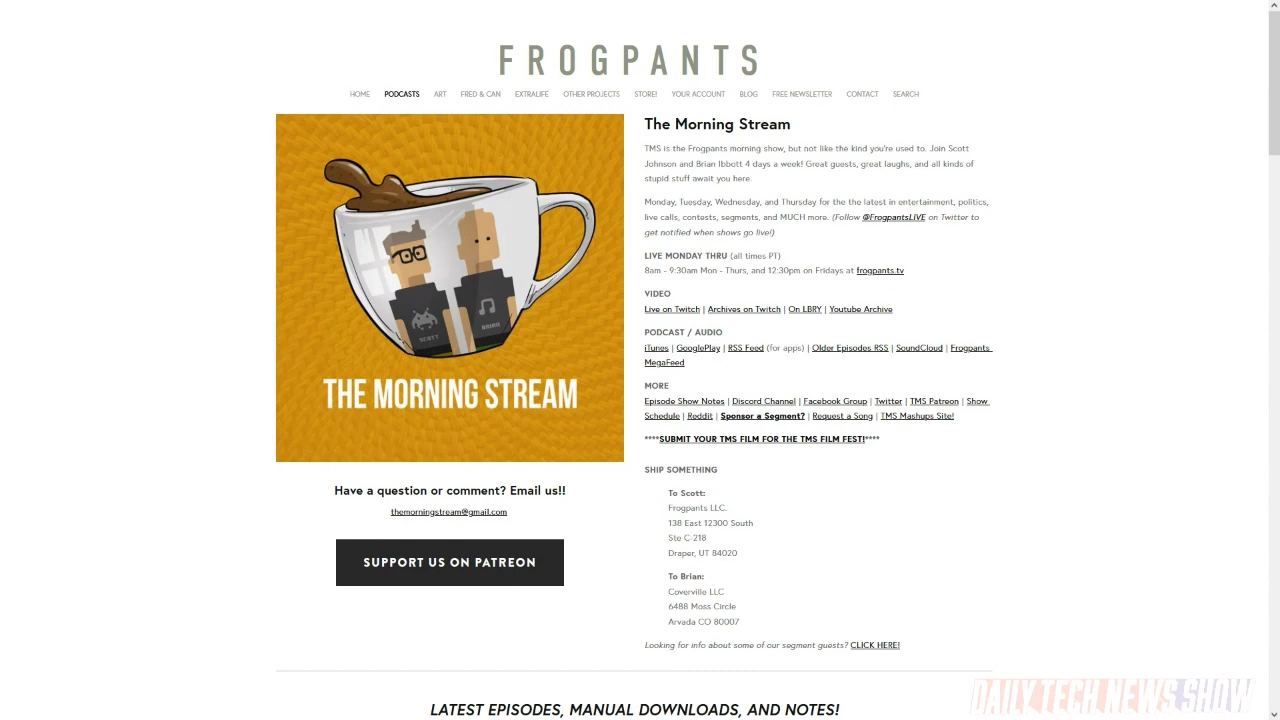 FROGPANTS
HOME PODCASTS ART FRED & CAN EXTRALIFE OTHER PROJECTS STORE! YOUR ACCOUNT BLOG FREE NEWSLETTER CONTACT SEARCH
SCOTT
BRIAN
THE MORNING STREAM
Have a question or comment? Email us!!
themorningstream@gmail.com
SUPPORT US ON PATREON
The Morning Stream
TMS is the Frogpants morning show, but not like the kind you're used to. Join Scott
Johnson and Brian Ibbott 4 days a week! Great guests, great laughs, and all kinds of
stupid stuff await you here.
Monday, Tuesday, Wednesday, and Thursday for the the latest in entertainment, politics,
live calls, contests, segments, and MUCH more. (Follow @FrogpantsLIVE on Twitter to
get notified when shows go live!)
LIVE MONDAY THRU (all times PT)
8am - 9:30am Mon - Thurs, and 12:30pm on Fridays at frogpants.tv
VIDEO
Live on Twitch | Archives on Twitch | On LBRY | Youtube Archive
PODCAST / AUDIO
iTunes | GooglePlay | RSS Feed (for apps) | Older Episodes RSS | SoundCloud | Frogpants
MegaFeed
MORE
Episode Show Notes | Discord Channel | Facebook Group | Twitter | TMS Patreon | Show
Schedule | Reddit | Sponsor a Segment? | Request a Song | TMS Mashups Site!
****SUBMIT YOUR TMS FILM FOR THE TMS FILM FEST!****
SHIP SOMETHING
To Scott:
Frogpants LLC.
138 East 12300 South
Ste C-218
Draper, UT 84020
To Brian:
Coverville LLC
6488 Moss Circle
Arvada CO 80007
Looking for info about some of our segment guests? CLICK HERE!
LATEST EPISODES, MANUAL DOWNLOADS, AND NOTES!
DAILY TECH NEWS SHOW